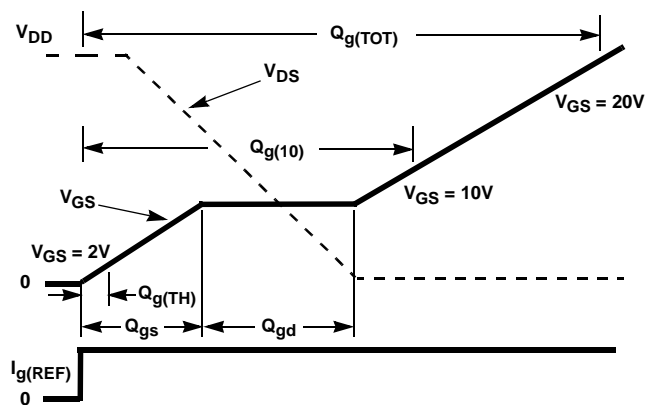 V_DD
Q_g(TOT)
V_DS
V_GS = 20V
Q_g(10)
V_GS
V_GS = 10V
V_GS = 2V
0
Q_g(TH)
Q_gs
Q_gd
I_g(REF)
0